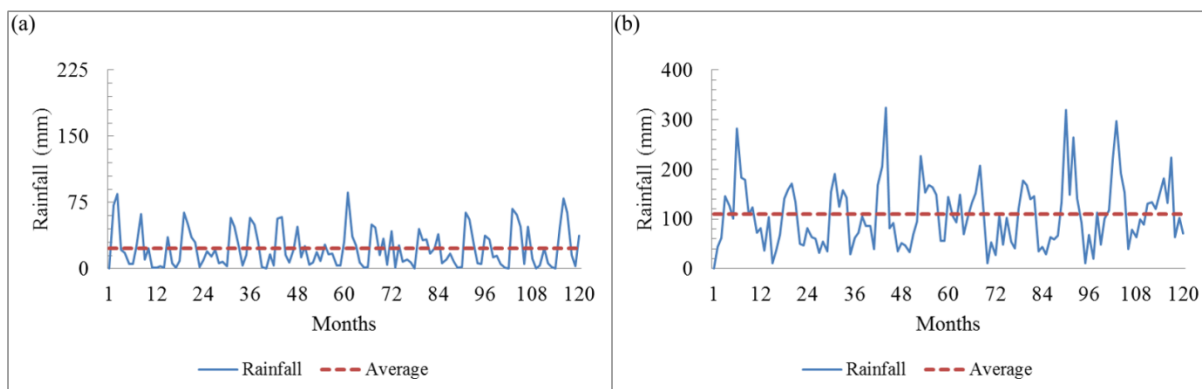 (a)
225
150
75
0
Rainfall (mm)
1 12 24 36 48 60 72 84 96 108 120
Months
Rainfall Average
(b)
400
300
200
100
0
Rainfall (mm)
1 12 24 36 48 60 72 84 96 108 120
Months
Rainfall Average